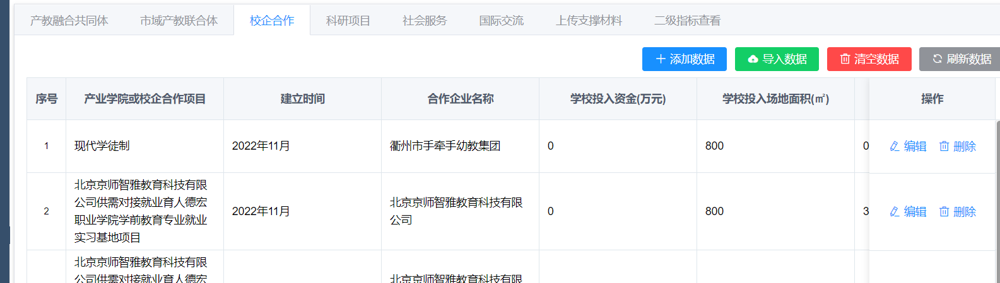 产教融合共同体 市域产教联合体 校企合作 科研项目 社会服务 国际交流 上传支撑材料 二级指标查看
添加数据 导入数据 清空数据 刷新数据
序号 产业学院或校企合作项目 建立时间 合作企业名称 学校投入资金(万元) 学校投入场地面积(㎡) 操作
1 现代学徒制 2022年11月 衢州市手牵手幼教集团 0 800 0 编辑 删除
北京京师智雅教育科技有限
公司供需对接就业育人德宏
职业学院学前教育专业就业
实习基地项目
2 2022年11月
北京京师智雅教育科技有限
公司
0 800 3 编辑 删除
北京京师智雅教育科技有限
公司供需对接就业育人德宏
北京京师智雅教育科技有限